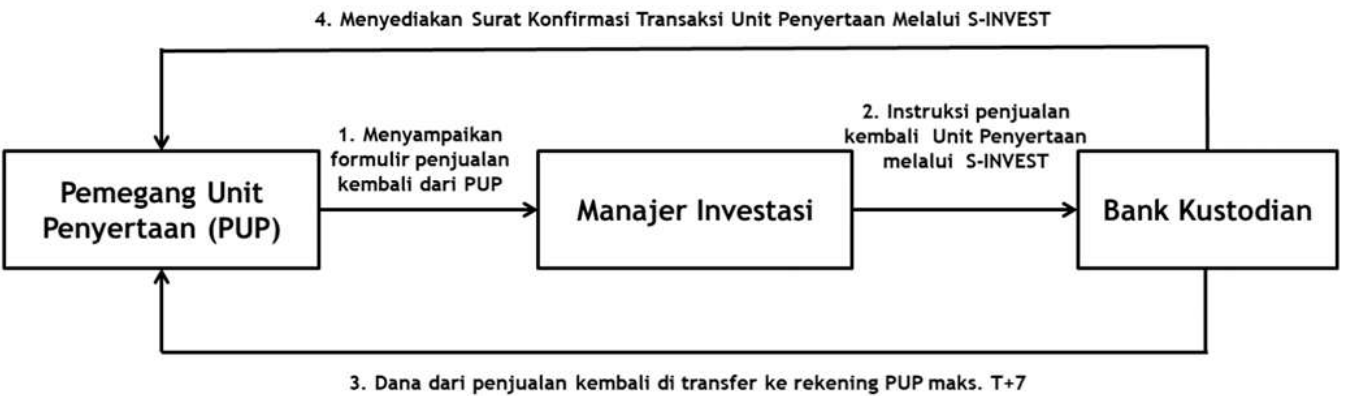 4. Menyediakan Surat Konfirmasi Transaksi Unit Penyertaan Melalui S-INVEST
1. Menyampaikan
formulir penjualan
kembali dari PUP
2. Instruksi penjualan
kembali Unit Penyertaan
melalui S-INVEST
Pemegang Unit
Penyertaan (PUP)
Manajer Investasi
Bank Kustodian
3. Dana dari penjualan kembali di transfer ke rekening PUP maks. T+7